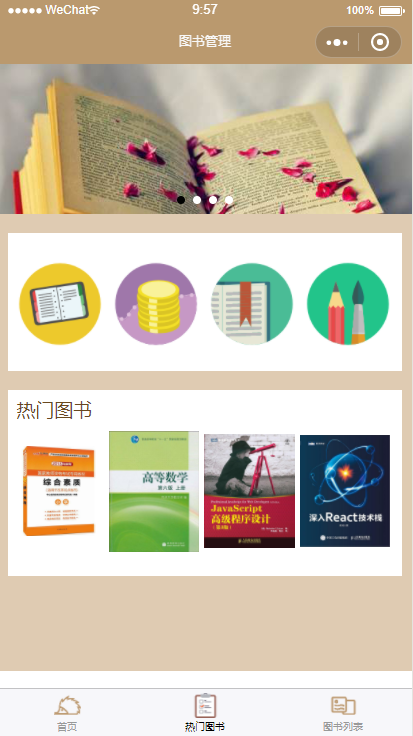 WeChat 9:57 100%
图书管理
热门图书
综合素质
高等数学
第六版 上册
JavaScript
高级程序设计
(第3版)
深入React技术栈
首页 热门图书 图书列表